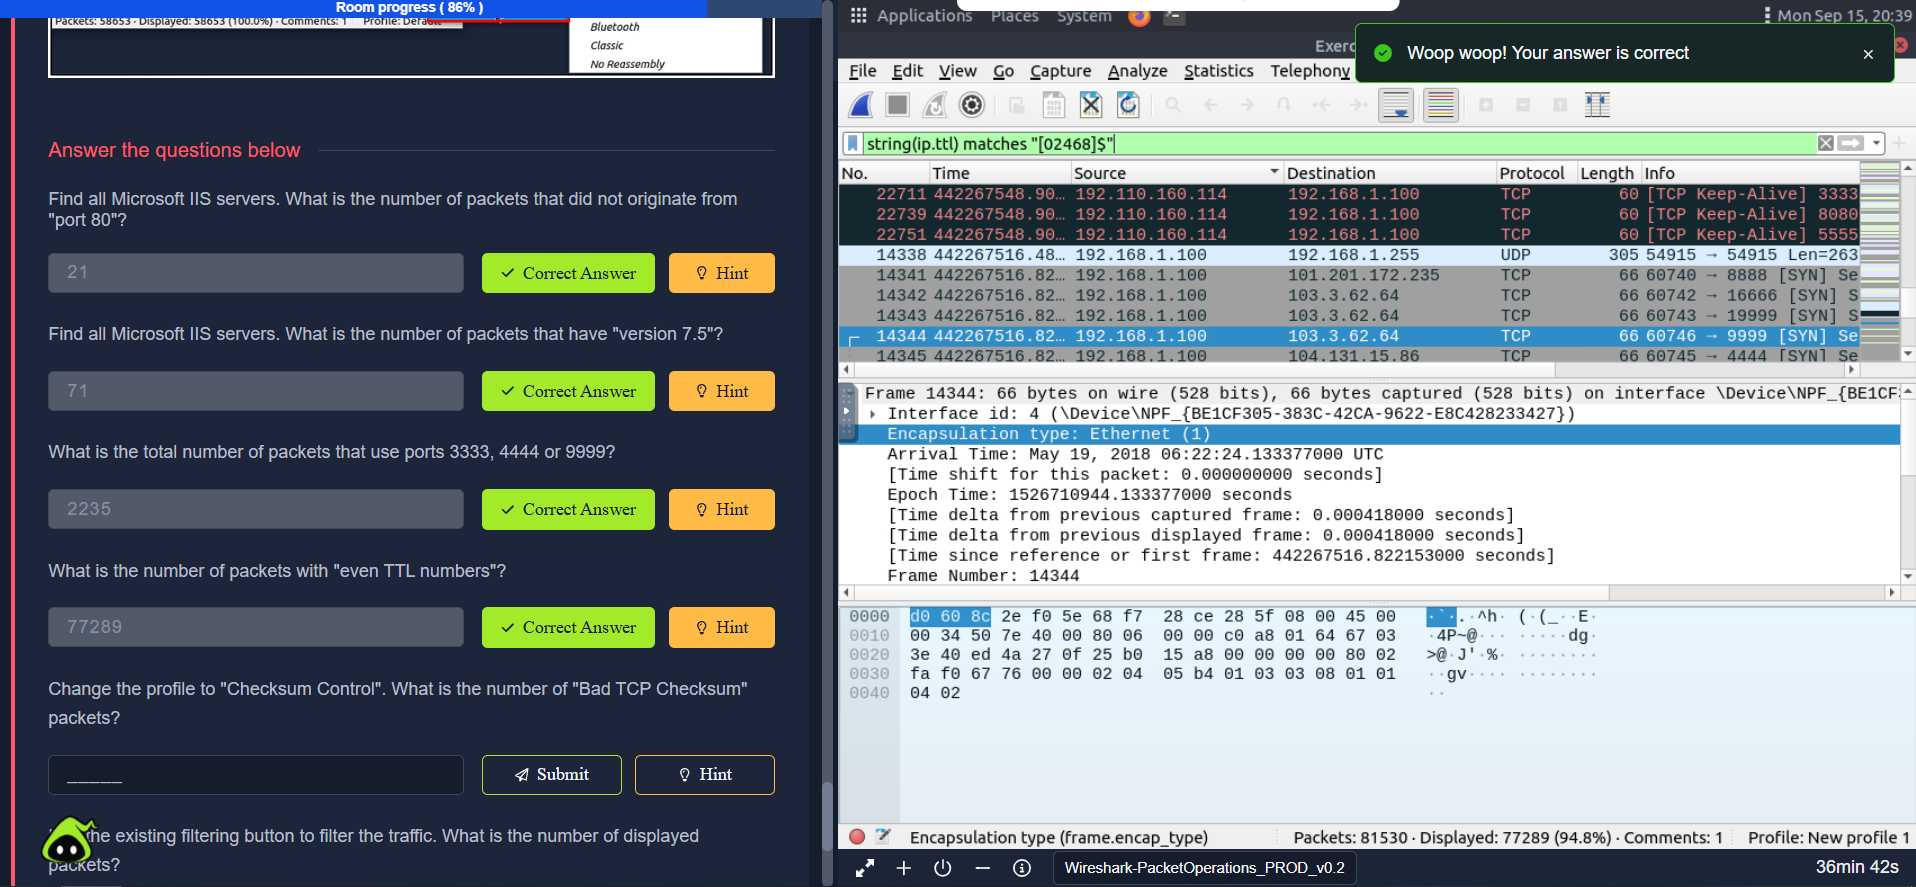 Room progress ( 86% )
Packets: 58653 · Displayed: 58653 (100.0%) · Comments: 1 Profile: Default
Bluetooth
Classic
No Reassembly
Answer the questions below
Find all Microsoft IIS servers. What is the number of packets that did not originate from
"port 80"?
21
Correct Answer
Hint
Find all Microsoft IIS servers. What is the number of packets that have "version 7.5"?
71
Correct Answer
Hint
What is the total number of packets that use ports 3333, 4444 or 9999?
2235
Correct Answer
Hint
What is the number of packets with "even TTL numbers"?
77289
Correct Answer
Hint
Change the profile to "Checksum Control". What is the number of "Bad TCP Checksum"
packets?
_____
Submit
Hint
the existing filtering button to filter the traffic. What is the number of displayed
packets?
Applications Places System
Mon Sep 15, 20:39
Exerc
Woop woop! Your answer is correct
File Edit View Go Capture Analyze Statistics Telephony
string(ip.ttl) matches "[02468]$"
No. Time Source Destination Protocol Length Info
22711 442267548.90… 192.110.160.114 192.168.1.100 TCP 60 [TCP Keep-Alive] 3333
22739 442267548.90… 192.110.160.114 192.168.1.100 TCP 60 [TCP Keep-Alive] 8080
22751 442267548.90… 192.110.160.114 192.168.1.100 TCP 60 [TCP Keep-Alive] 5555
14338 442267516.48… 192.168.1.100 192.168.1.255 UDP 305 54915 → 54915 Len=263
14341 442267516.82… 192.168.1.100 101.201.172.235 TCP 66 60740 → 8888 [SYN] Se
14342 442267516.82… 192.168.1.100 103.3.62.64 TCP 66 60742 → 16666 [SYN] S
14343 442267516.82… 192.168.1.100 103.3.62.64 TCP 66 60743 → 19999 [SYN] S
14344 442267516.82… 192.168.1.100 103.3.62.64 TCP 66 60746 → 9999 [SYN] Se
14345 442267516.82… 192.168.1.100 104.131.15.86 TCP 66 60745 → 4444 [SYN] Se
Frame 14344: 66 bytes on wire (528 bits), 66 bytes captured (528 bits) on interface \Device\NPF_{BE1CF
Interface id: 4 (\Device\NPF_{BE1CF305-383C-42CA-9622-E8C428233427})
Encapsulation type: Ethernet (1)
Arrival Time: May 19, 2018 06:22:24.133377000 UTC
[Time shift for this packet: 0.000000000 seconds]
Epoch Time: 1526710944.133377000 seconds
[Time delta from previous captured frame: 0.000418000 seconds]
[Time delta from previous displayed frame: 0.000418000 seconds]
[Time since reference or first frame: 442267516.822153000 seconds]
Frame Number: 14344
0000 d0 60 8c 2e f0 5e 68 f7 28 ce 28 5f 08 00 45 00 ·`·.·^h· (·(_··E·
0010 00 34 50 7e 40 00 80 06 00 00 c0 a8 01 64 67 03 ·4P~@··· ·····dg·
0020 3e 40 ed 4a 27 0f 25 b0 15 a8 00 00 00 00 80 02 >@·J'·%· ········
0030 fa f0 67 76 00 00 02 04 05 b4 01 03 03 08 01 01 ··gv···· ········
0040 04 02 ··
Encapsulation type (frame.encap_type)
Packets: 81530 · Displayed: 77289 (94.8%) · Comments: 1
Profile: New profile 1
Wireshark-PacketOperations_PROD_v0.2
36min 42s